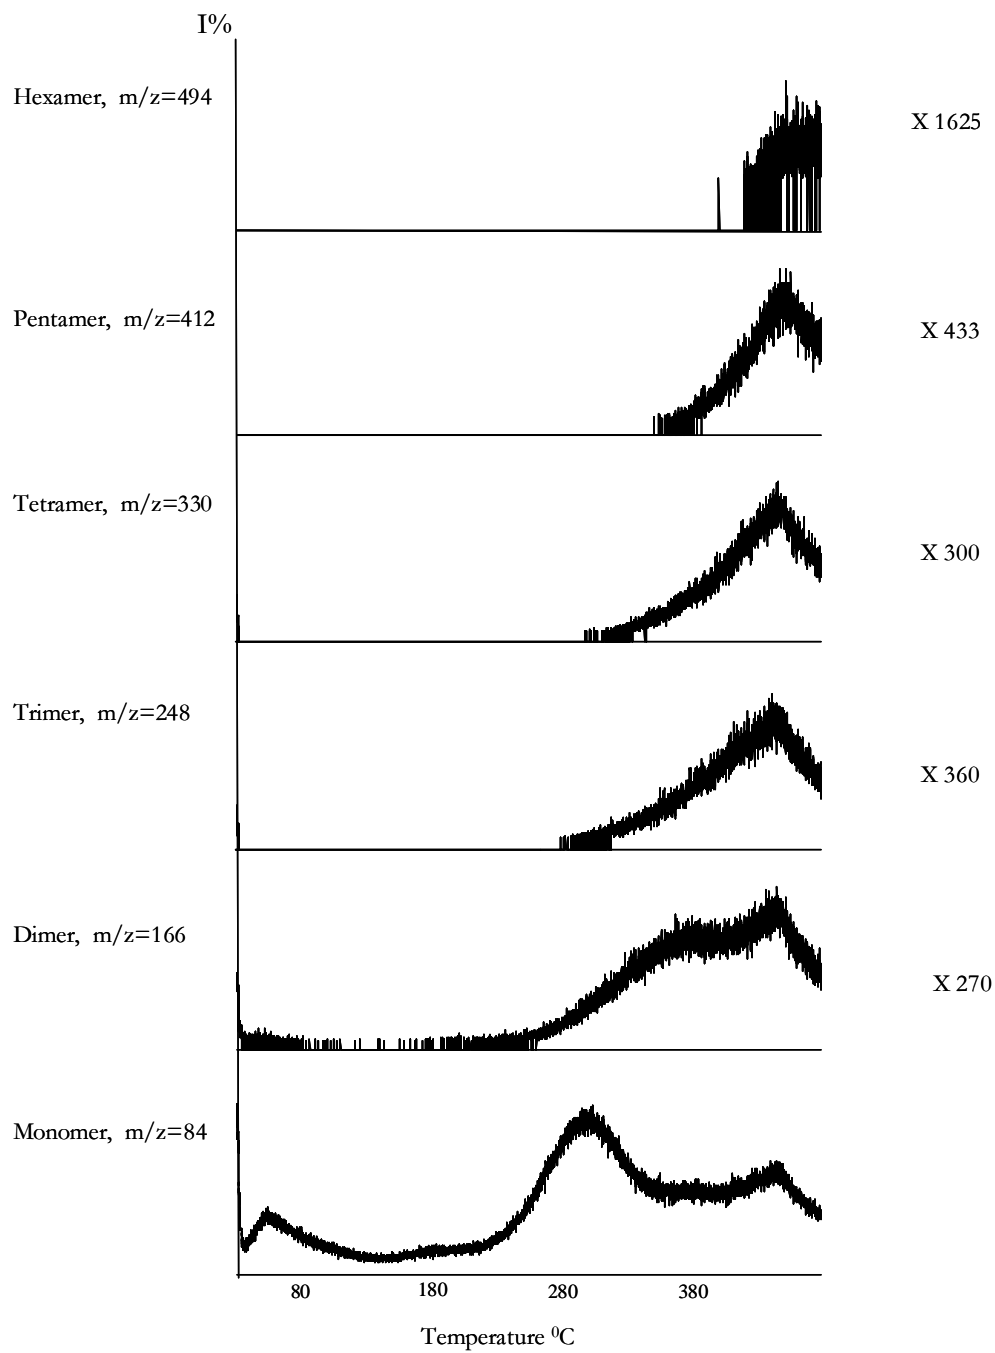 I%
Hexamer, m/z=494
X 1625
Pentamer, m/z=412
X 433
Tetramer, m/z=330
X 300
Trimer, m/z=248
X 360
Dimer, m/z=166
X 270
Monomer, m/z=84
80 180 280 380
Temperature ⁰C